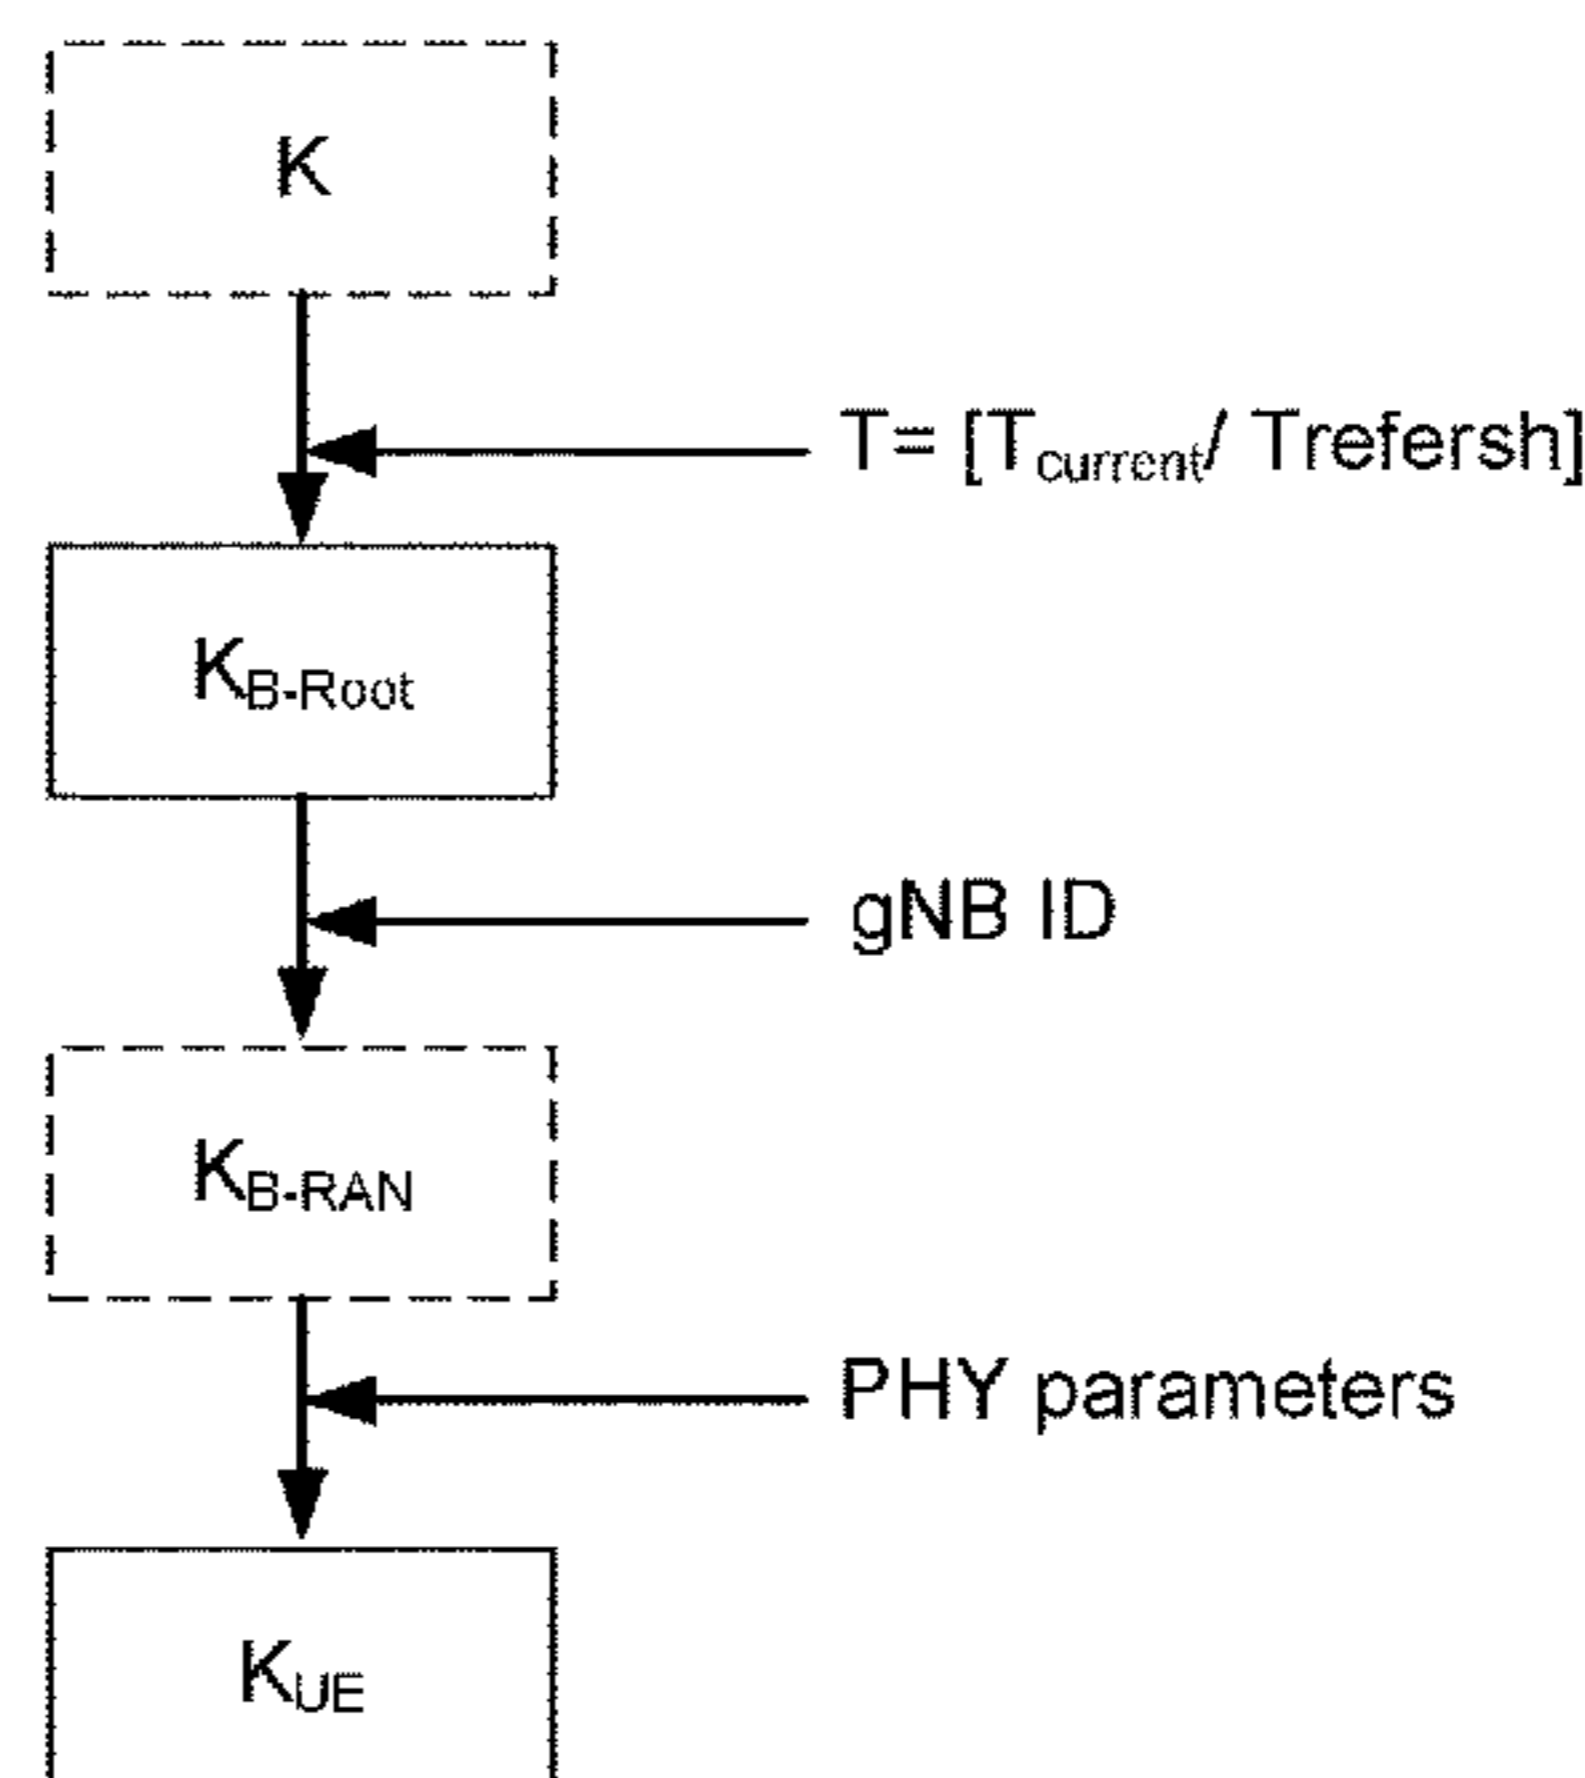 K
T= [Tcurrent/ Trefersh]
KB-Root
gNB ID
KB-RAN
PHY parameters
KUE